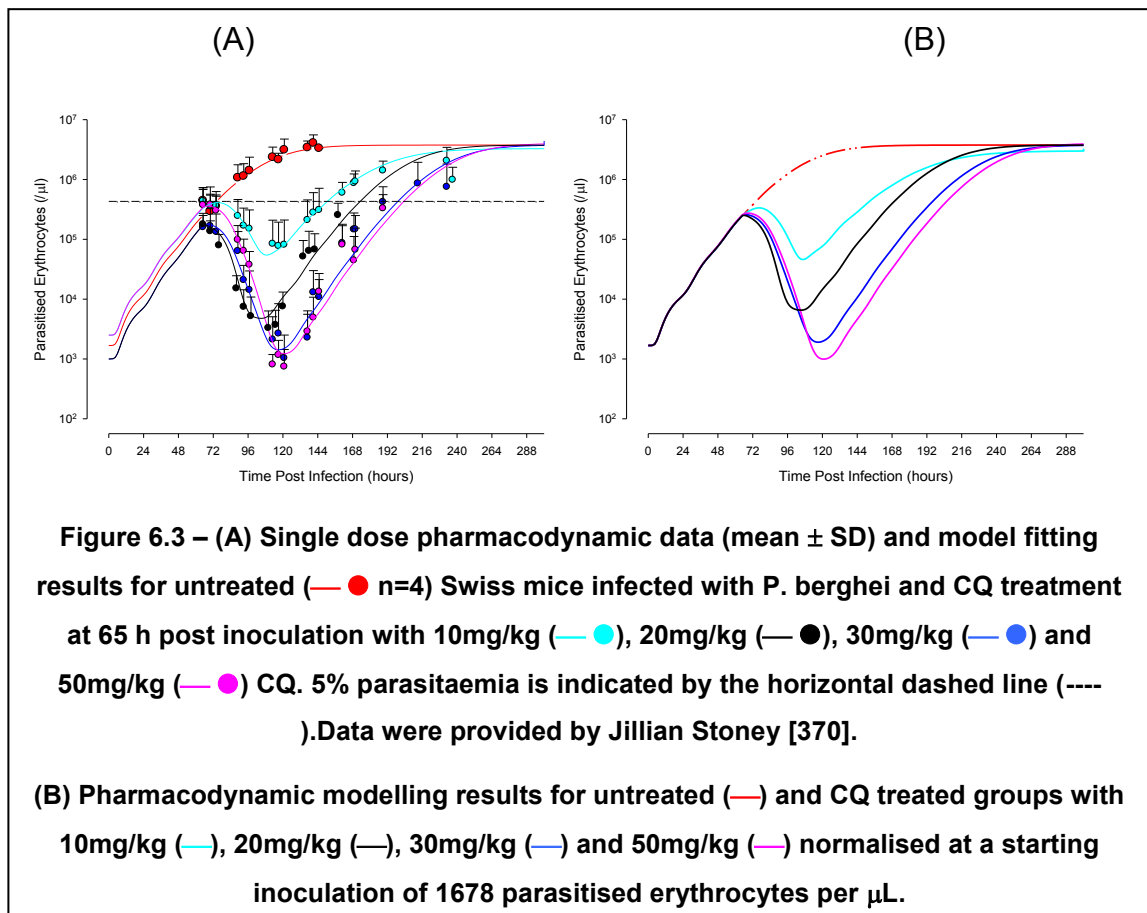 (A)
(B)
Parasitised Erythrocytes (/µl)
10⁷
10⁶
10⁵
10⁴
10³
10²
0 24 48 72 96 120 144 168 192 216 240 264 288
Time Post Infection (hours)
Parasitised Erythrocytes (/µl)
10⁷
10⁶
10⁵
10⁴
10³
10²
0 24 48 72 96 120 144 168 192 216 240 264 288
Time Post Infection (hours)
Figure 6.3 – (A) Single dose pharmacodynamic data (mean ± SD) and model fitting
results for untreated (— ● n=4) Swiss mice infected with P. berghei and CQ treatment
at 65 h post inoculation with 10mg/kg (— ●), 20mg/kg (— ●), 30mg/kg (— ●) and
50mg/kg (— ●) CQ. 5% parasitaemia is indicated by the horizontal dashed line (----
).Data were provided by Jillian Stoney [370].
(B) Pharmacodynamic modelling results for untreated (—) and CQ treated groups with
10mg/kg (—), 20mg/kg (—), 30mg/kg (—) and 50mg/kg (—) normalised at a starting
inoculation of 1678 parasitised erythrocytes per µL.